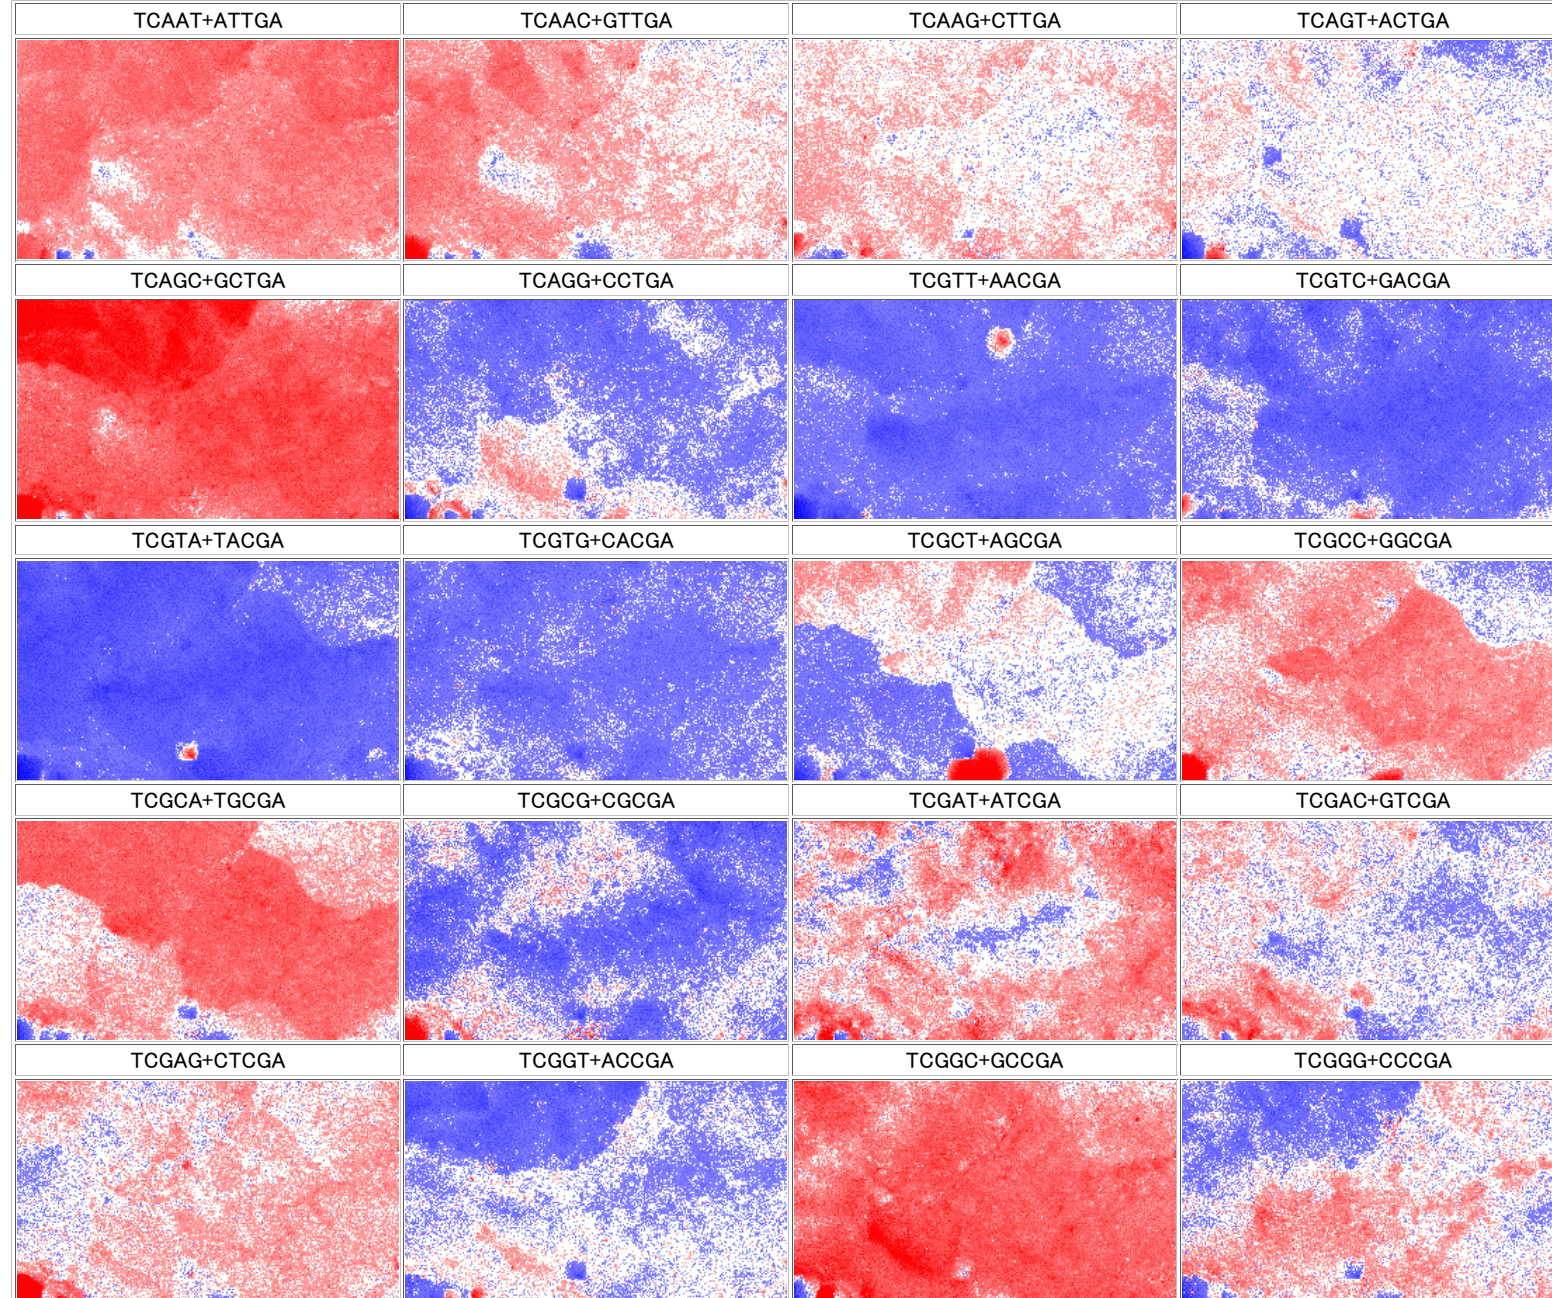 TCAAT+ATTGA TCAAC+GTTGA TCAAG+CTTGA TCAGT+ACTGA
TCAGC+GCTGA TCAGG+CCTGA TCGTT+AACGA TCGTC+GACGA
TCGTA+TACGA TCGTG+CACGA TCGCT+AGCGA TCGCC+GGCGA
TCGCA+TGCGA TCGCG+CGCGA TCGAT+ATCGA TCGAC+GTCGA
TCGAG+CTCGA TCGGT+ACCGA TCGGC+GCCGA TCGGG+CCCGA